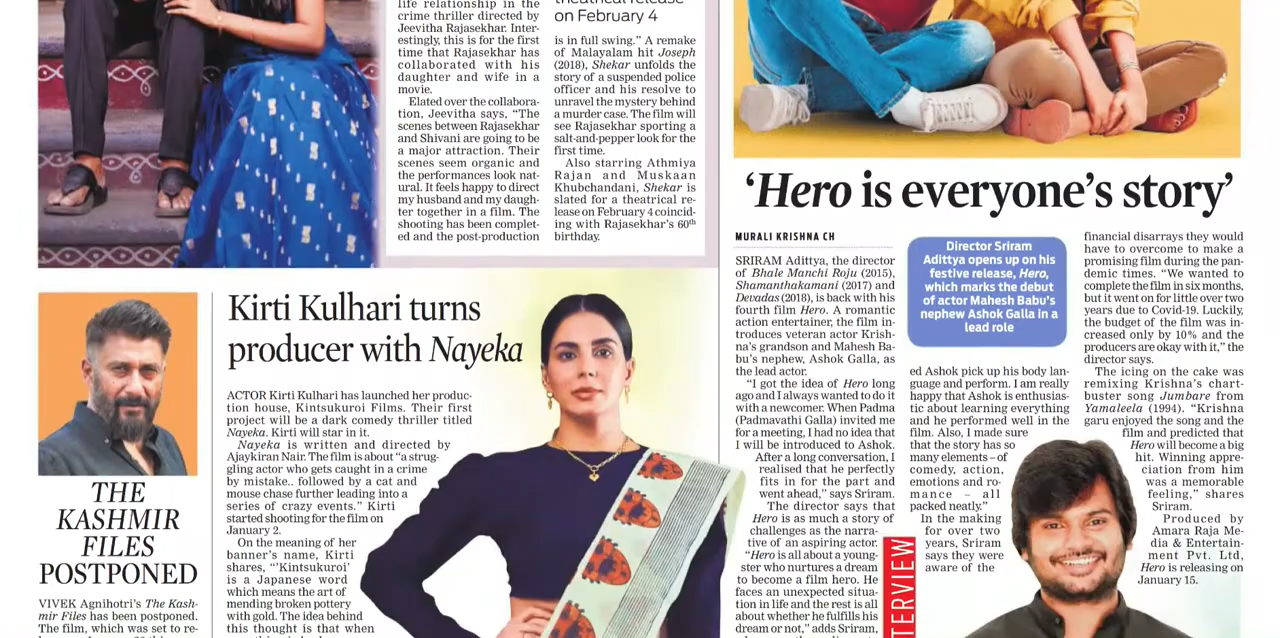 life relationship in the
crime thriller directed by
Jeevitha Rajasekhar. Inter-
estingly, this is for the first
time that Rajasekhar has
collaborated with his
daughter and wife in a
movie.
Elated over the collabora-
tion, Jeevitha says, “The
scenes between Rajasekhar
and Shivani are going to be
a major attraction. Their
scenes seem organic and
the performances look nat-
ural. It feels happy to direct
my husband and my daugh-
ter together in a film. The
shooting has been complet-
ed and the post-production
theatrical release
on February 4
is in full swing.” A remake
of Malayalam hit Joseph
(2018), Shekar unfolds the
story of a suspended police
officer and his resolve to
unravel the mystery behind
a murder case. The film will
see Rajasekhar sporting a
salt-and-pepper look for the
first time.
Also starring Athmiya
Rajan and Muskaan
Khubchandani, Shekar is
slated for a theatrical re-
lease on February 4 coincid-
ing with Rajasekhar’s 60th
birthday.
THE
KASHMIR
FILES
POSTPONED
VIVEK Agnihotri’s The Kash-
mir Files has been postponed.
The film, which was set to re-
Kirti Kulhari turns
producer with Nayeka
ACTOR Kirti Kulhari has launched her produc-
tion house, Kintsukuroi Films. Their first
project will be a dark comedy thriller titled
Nayeka. Kirti will star in it.
Nayeka is written and directed by
Ajaykiran Nair. The film is about “a strug-
gling actor who gets caught in a crime
by mistake.. followed by a cat and
mouse chase further leading into a
series of crazy events.” Kirti
started shooting for the film on
January 2.
On the meaning of her
banner’s name, Kirti
shares, “‘Kintsukuroi’
is a Japanese word
which means the art of
mending broken pottery
with gold. The idea behind
this thought is that when
‘Hero is everyone’s story’
MURALI KRISHNA CH
SRIRAM Adittya, the director
of Bhale Manchi Roju (2015),
Shamanthakamani (2017) and
Devadas (2018), is back with his
fourth film Hero. A romantic
action entertainer, the film in-
troduces veteran actor Krish-
na’s grandson and Mahesh Ba-
bu’s nephew, Ashok Galla, as
the lead actor.
“I got the idea of Hero long
ago and I always wanted to do it
with a newcomer. When Padma
(Padmavathi Galla) invited me
for a meeting, I had no idea that
I will be introduced to Ashok.
After a long conversation, I
realised that he perfectly
fits in for the part and
went ahead,” says Sriram.
The director says that
Hero is as much a story of
challenges as the narra-
tive of an aspiring actor.
“Hero is all about a young-
ster who nurtures a dream
to become a film hero. He
faces an unexpected situa-
tion in life and the rest is all
about whether he fulfills his
dream or not,” adds Sriram,
Director Sriram
Adittya opens up on his
festive release, Hero,
which marks the debut
of actor Mahesh Babu’s
nephew Ashok Galla in a
lead role
ed Ashok pick up his body lan-
guage and perform. I am really
happy that Ashok is enthusias-
tic about learning everything
and he performed well in the
film. Also, I made sure
that the story has so
many elements – of
comedy, action,
emotions and ro-
mance – all
packed neatly.”
In the making
for over two
years, Sriram
says they were
aware of the
TERVIEW
financial disarrays they would
have to overcome to make a
promising film during the pan-
demic times. “We wanted to
complete the film in six months,
but it went on for little over two
years due to Covid-19. Luckily,
the budget of the film was in-
creased only by 10% and the
producers are okay with it,” the
director says.
The icing on the cake was
remixing Krishna’s chart-
buster song Jumbare from
Yamaleela (1994). “Krishna
garu enjoyed the song and the
film and predicted that
Hero will become a big
hit. Winning appre-
ciation from him
was a memorable
feeling,” shares
Sriram.
Produced by
Amara Raja Me-
dia & Entertain-
ment Pvt. Ltd,
Hero is releasing on
January 15.